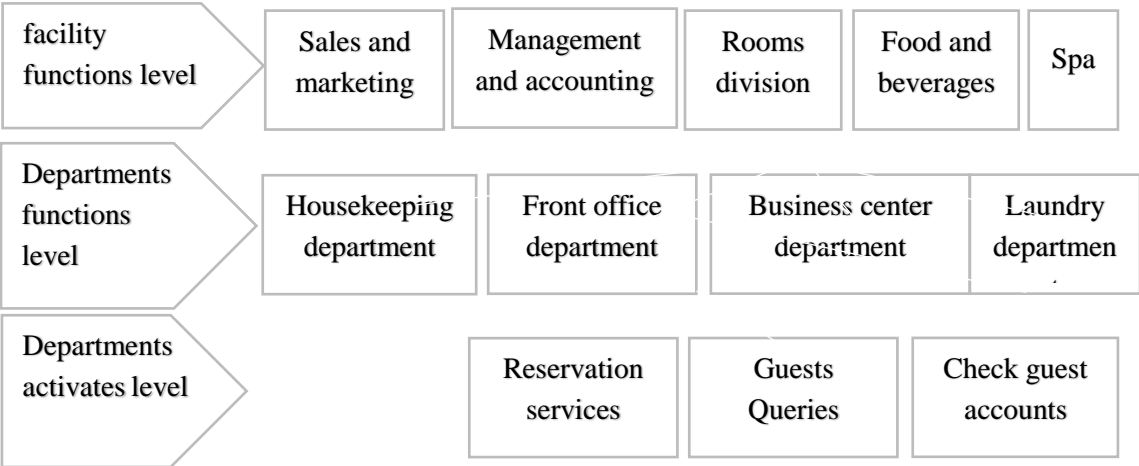 facility
functions level
Sales and
marketing
Management
and accounting
Rooms
division
Food and
beverages
Spa
Departments
functions
level
Housekeeping
department
Front office
department
Business center
department
Laundry
departmen
Departments
activates level
Reservation
services
Guests
Queries
Check guest
accounts